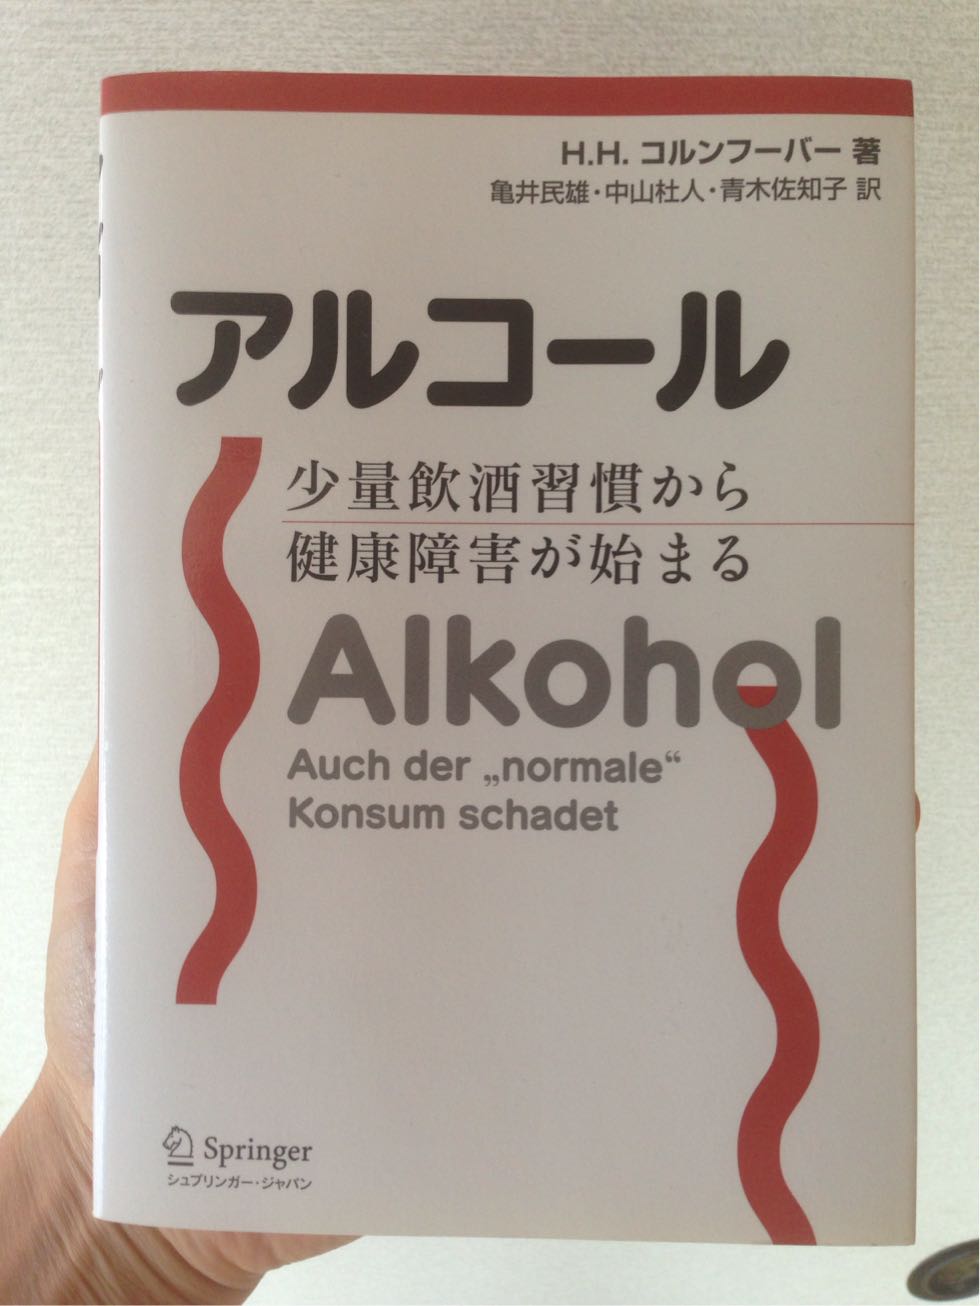 H.H. コルンフーバー 著
亀井民雄・中山杜人・青木佐知子 訳
アルコール
少量飲酒習慣から
健康障害が始まる
Alkohol
Auch der „normale“
Konsum schadet
Springer
シュプリンガー・ジャパン